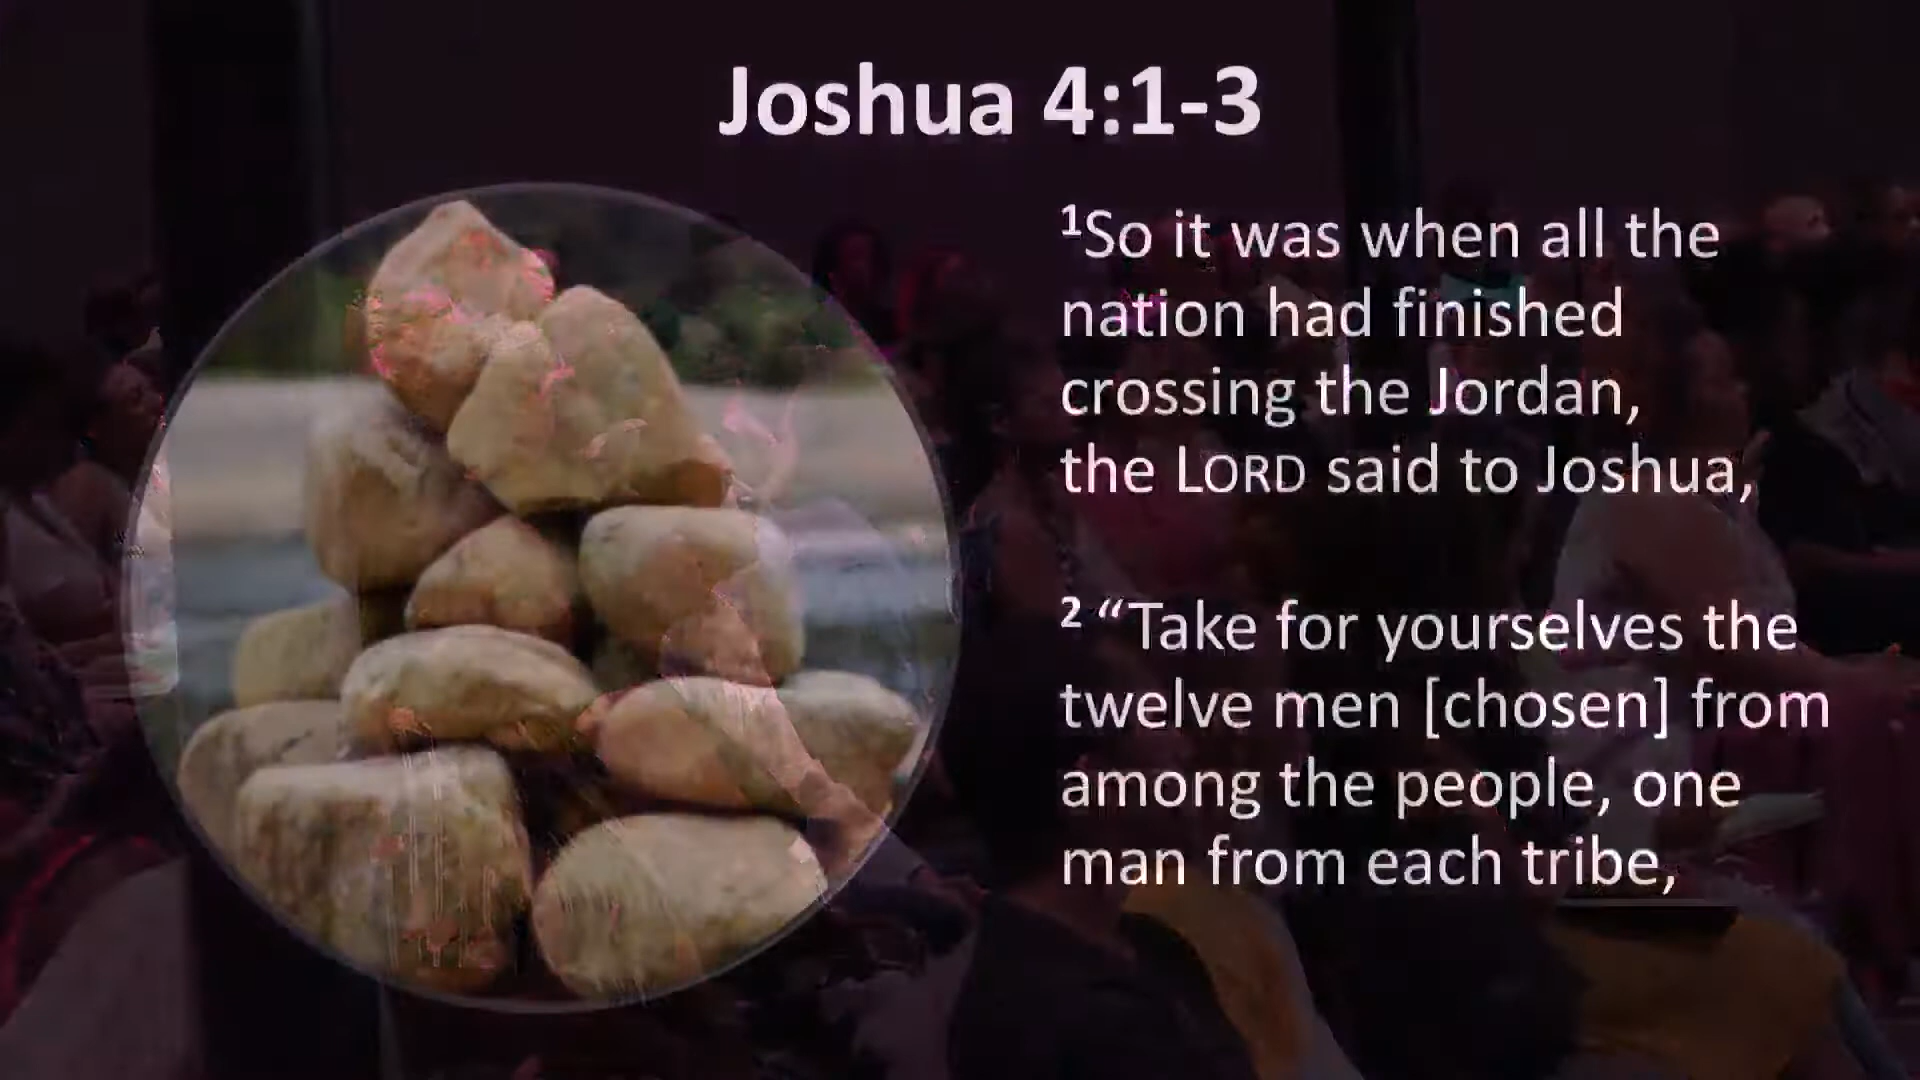 Joshua 4:1-3
¹So it was when all the
nation had finished
crossing the Jordan,
the LORD said to Joshua,
² “Take for yourselves the
twelve men [chosen] from
among the people, one
man from each tribe,